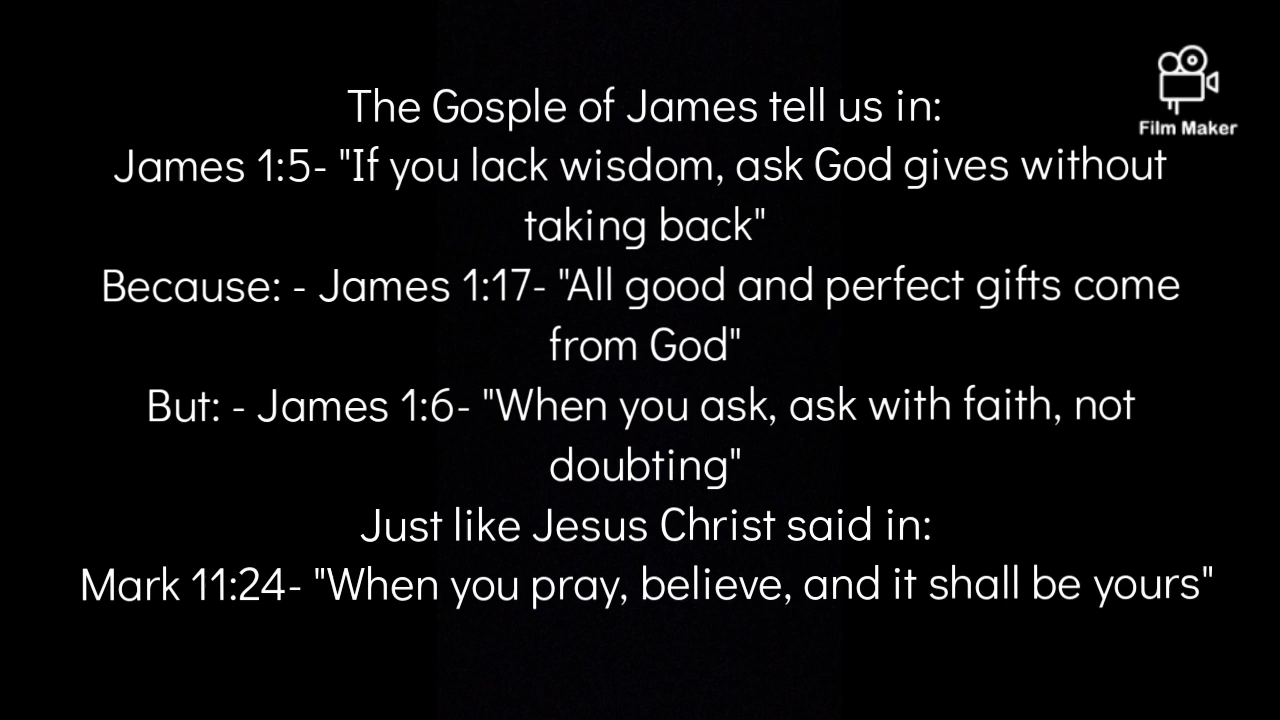 The Gosple of James tell us in:
James 1:5- "If you lack wisdom, ask God gives without
taking back"
Because: - James 1:17- "All good and perfect gifts come
from God"
But: - James 1:6- "When you ask, ask with faith, not
doubting"
Just like Jesus Christ said in:
Mark 11:24- "When you pray, believe, and it shall be yours"
Film Maker